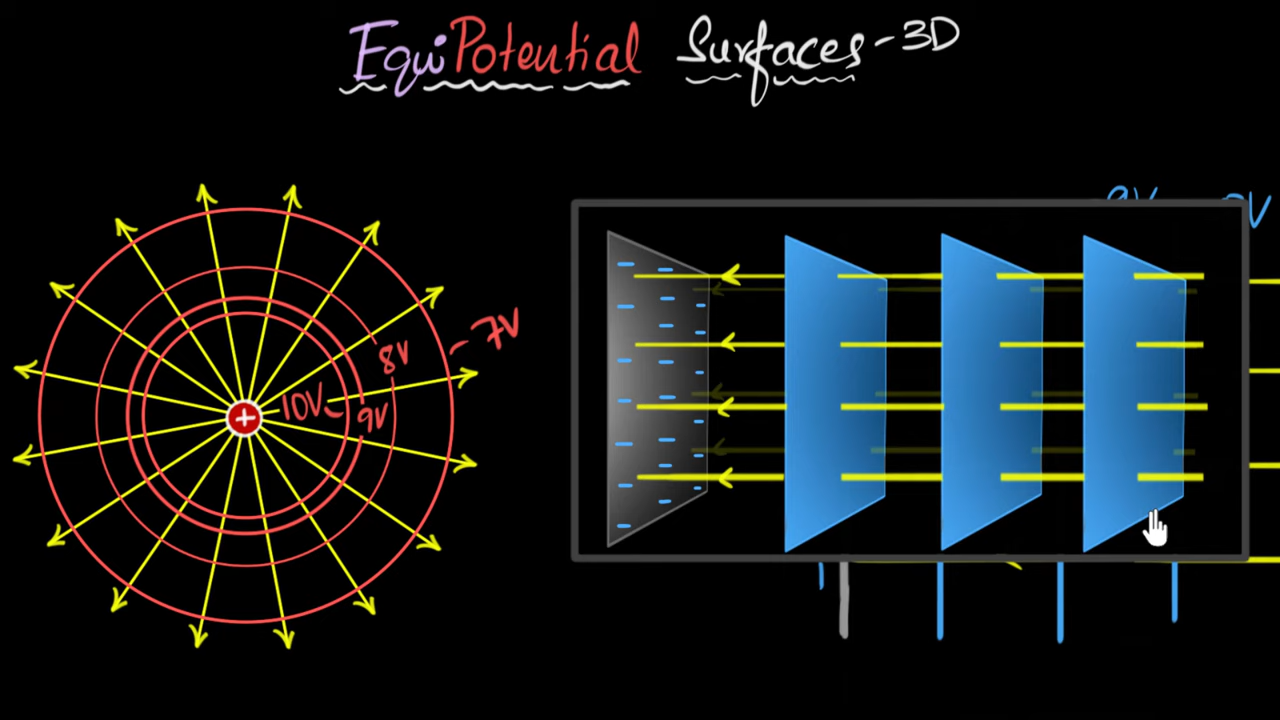 EquiPotential Surfaces - 3D
7V
8V
10V
9V
+